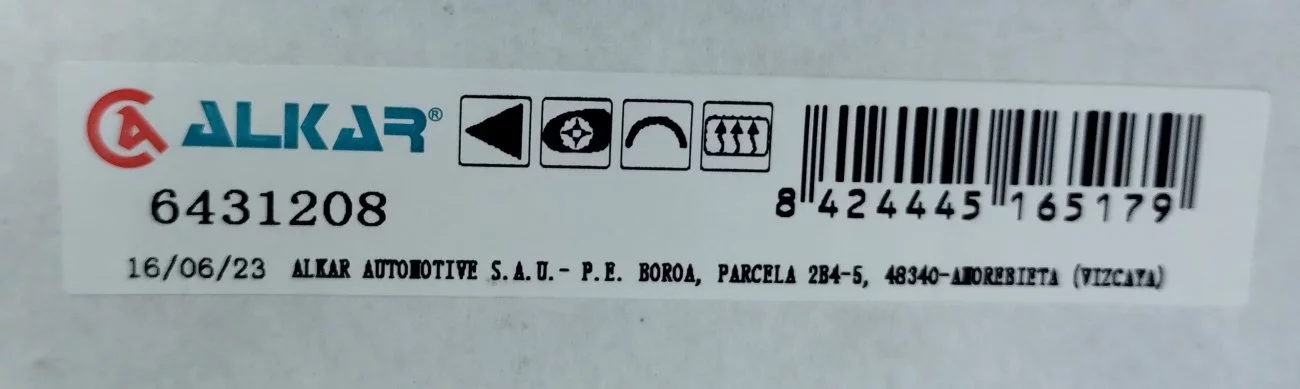 ALKAR®
6431208
8 424445 165179
16/06/23 ALKAR AUTOMOTIVE S.A.U.- P.E. BOROA, PARCELA 2B4-5, 48340-AMOREBIETA (VIZCAYA)